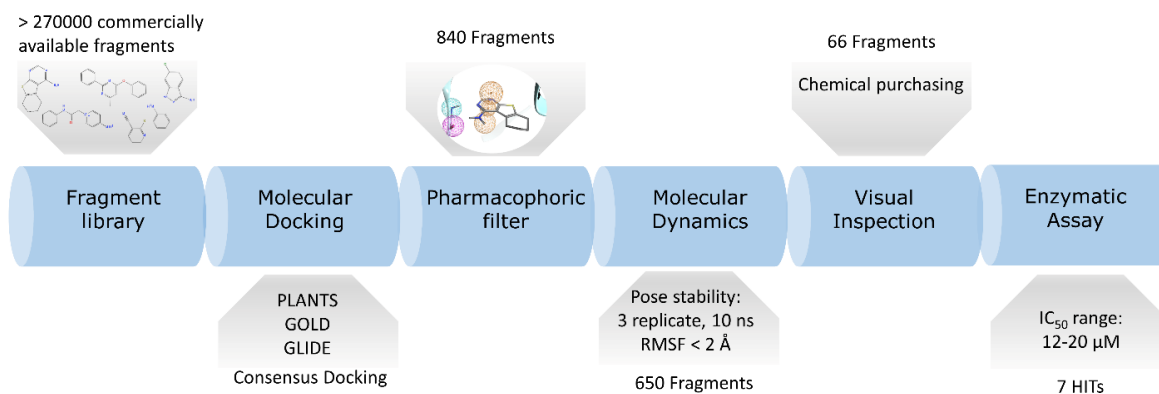 > 270000 commercially
available fragments
840 Fragments
66 Fragments
Chemical purchasing
Fragment
library
Molecular
Docking
Pharmacophoric
filter
Molecular
Dynamics
Visual
Inspection
Enzymatic
Assay
PLANTS
GOLD
GLIDE
Consensus Docking
Pose stability:
3 replicate, 10 ns
RMSF < 2 Å
650 Fragments
IC₅₀ range:
12-20 µM
7 HITs